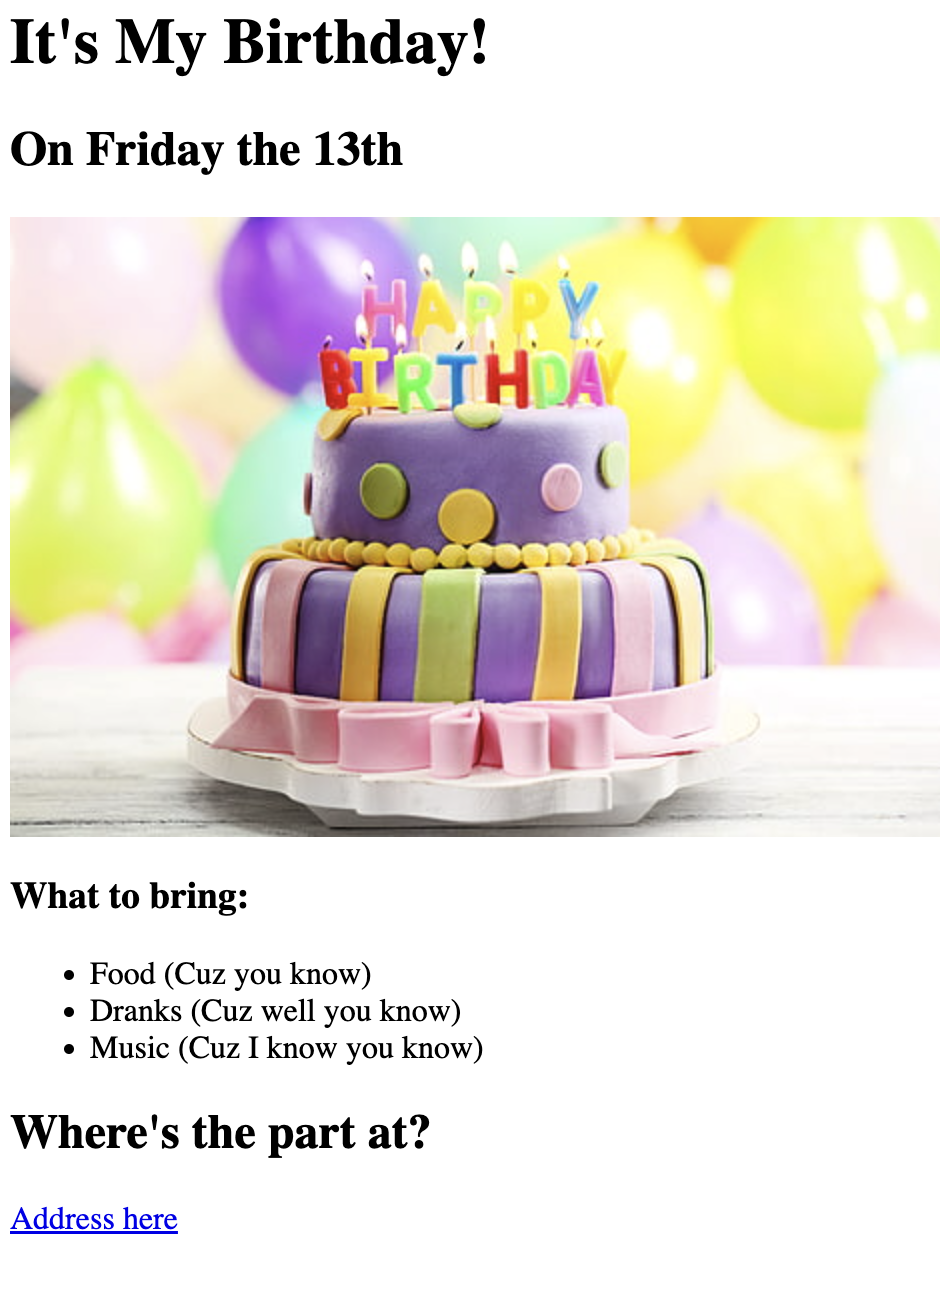 It's My Birthday!
On Friday the 13th
HAPPY
BIRTHDAY
What to bring:
Food (Cuz you know)
Dranks (Cuz well you know)
Music (Cuz I know you know)
Where's the part at?
Address here